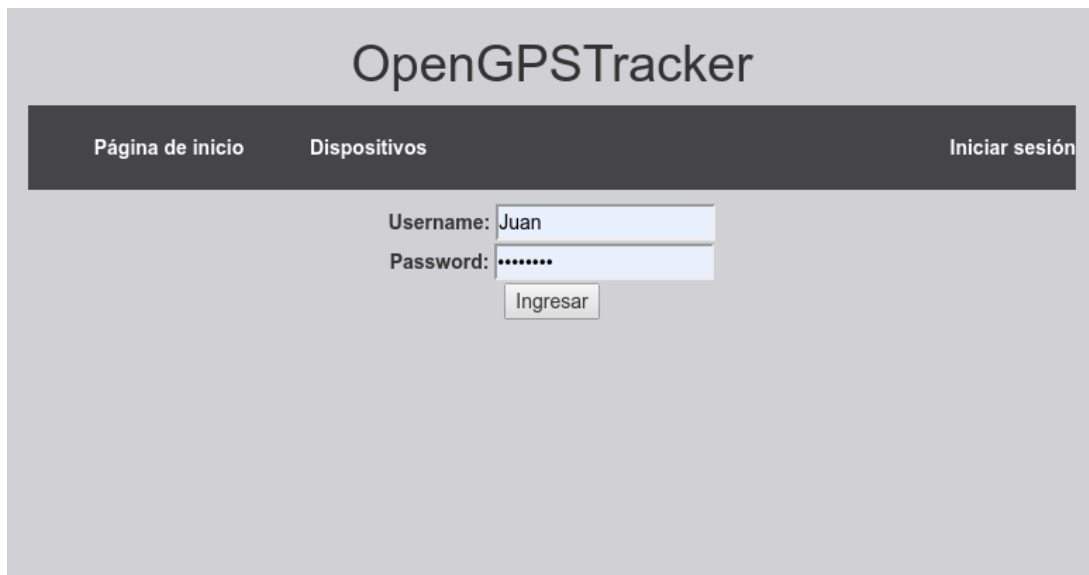 OpenGPSTracker
Página de inicio Dispositivos Iniciar sesión
Username: Juan
Password: ••••••••
Ingresar